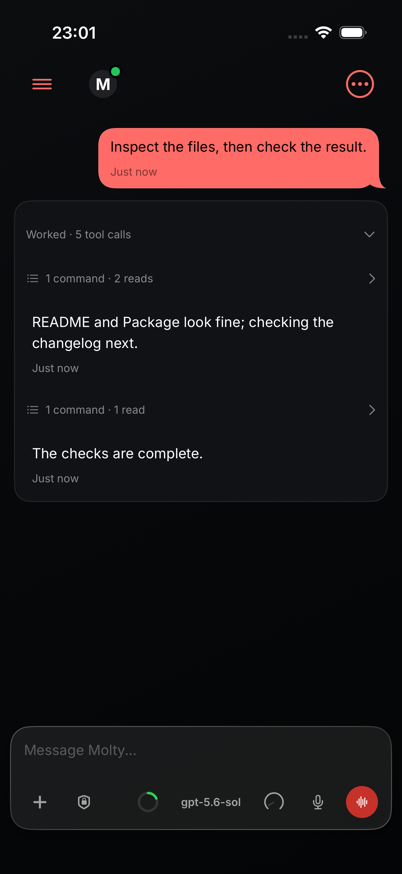 23:01
M
Inspect the files, then check the result.
Just now
Worked · 5 tool calls
1 command · 2 reads
README and Package look fine; checking the
changelog next.
Just now
1 command · 1 read
The checks are complete.
Just now
Message Molty...
gpt-5.6-sol